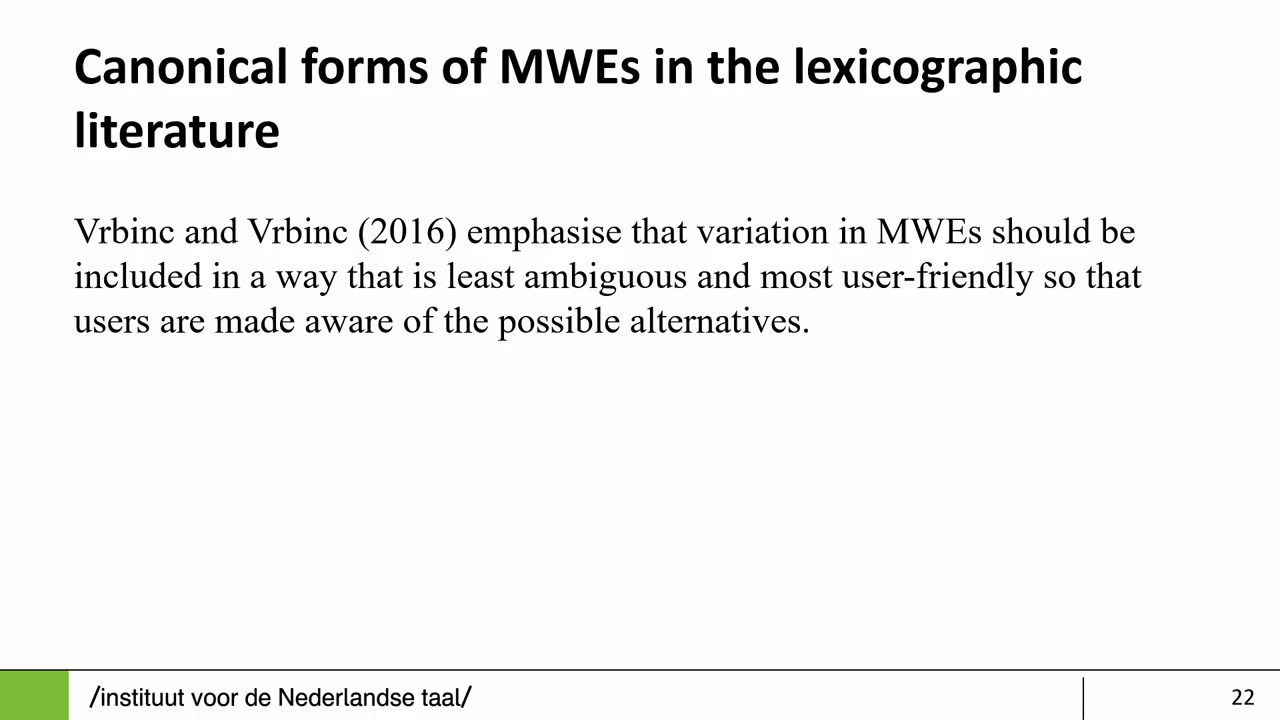 Canonical forms of MWEs in the lexicographic
literature
Vrbinc and Vrbinc (2016) emphasise that variation in MWEs should be
included in a way that is least ambiguous and most user-friendly so that
users are made aware of the possible alternatives.
/instituut voor de Nederlandse taal/
22